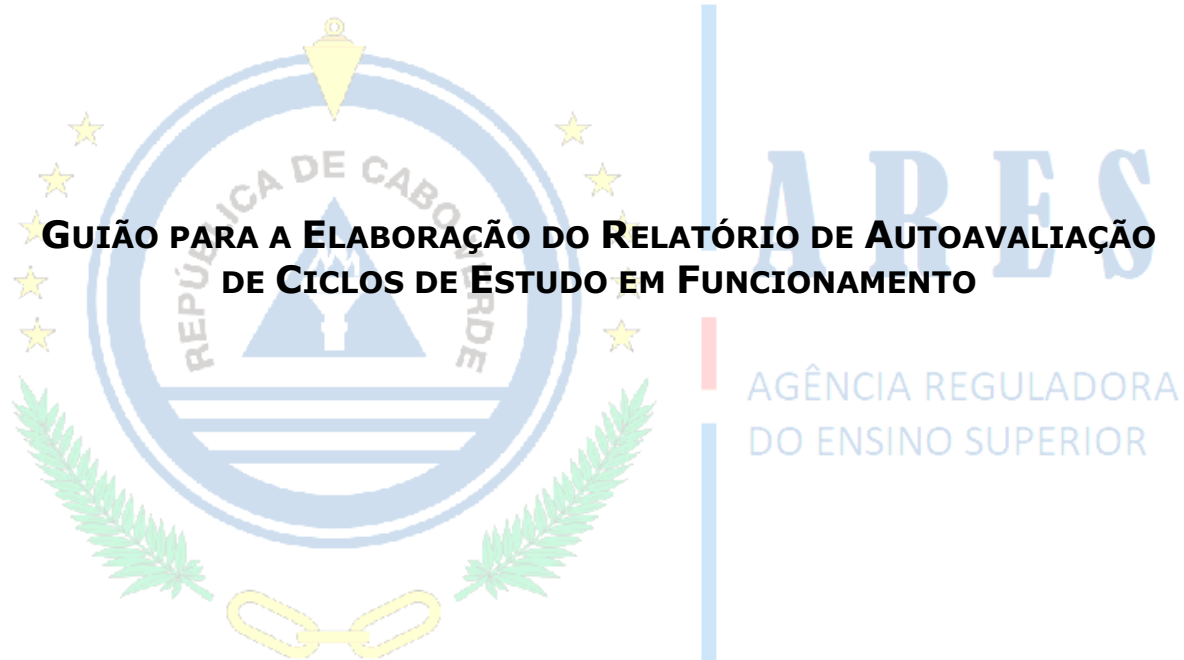 REPÚBLICA DE CABO VERDE
ARES
GUIÃO PARA A ELABORAÇÃO DO RELATÓRIO DE AUTOAVALIAÇÃO
DE CICLOS DE ESTUDO EM FUNCIONAMENTO
AGÊNCIA REGULADORA
DO ENSINO SUPERIOR